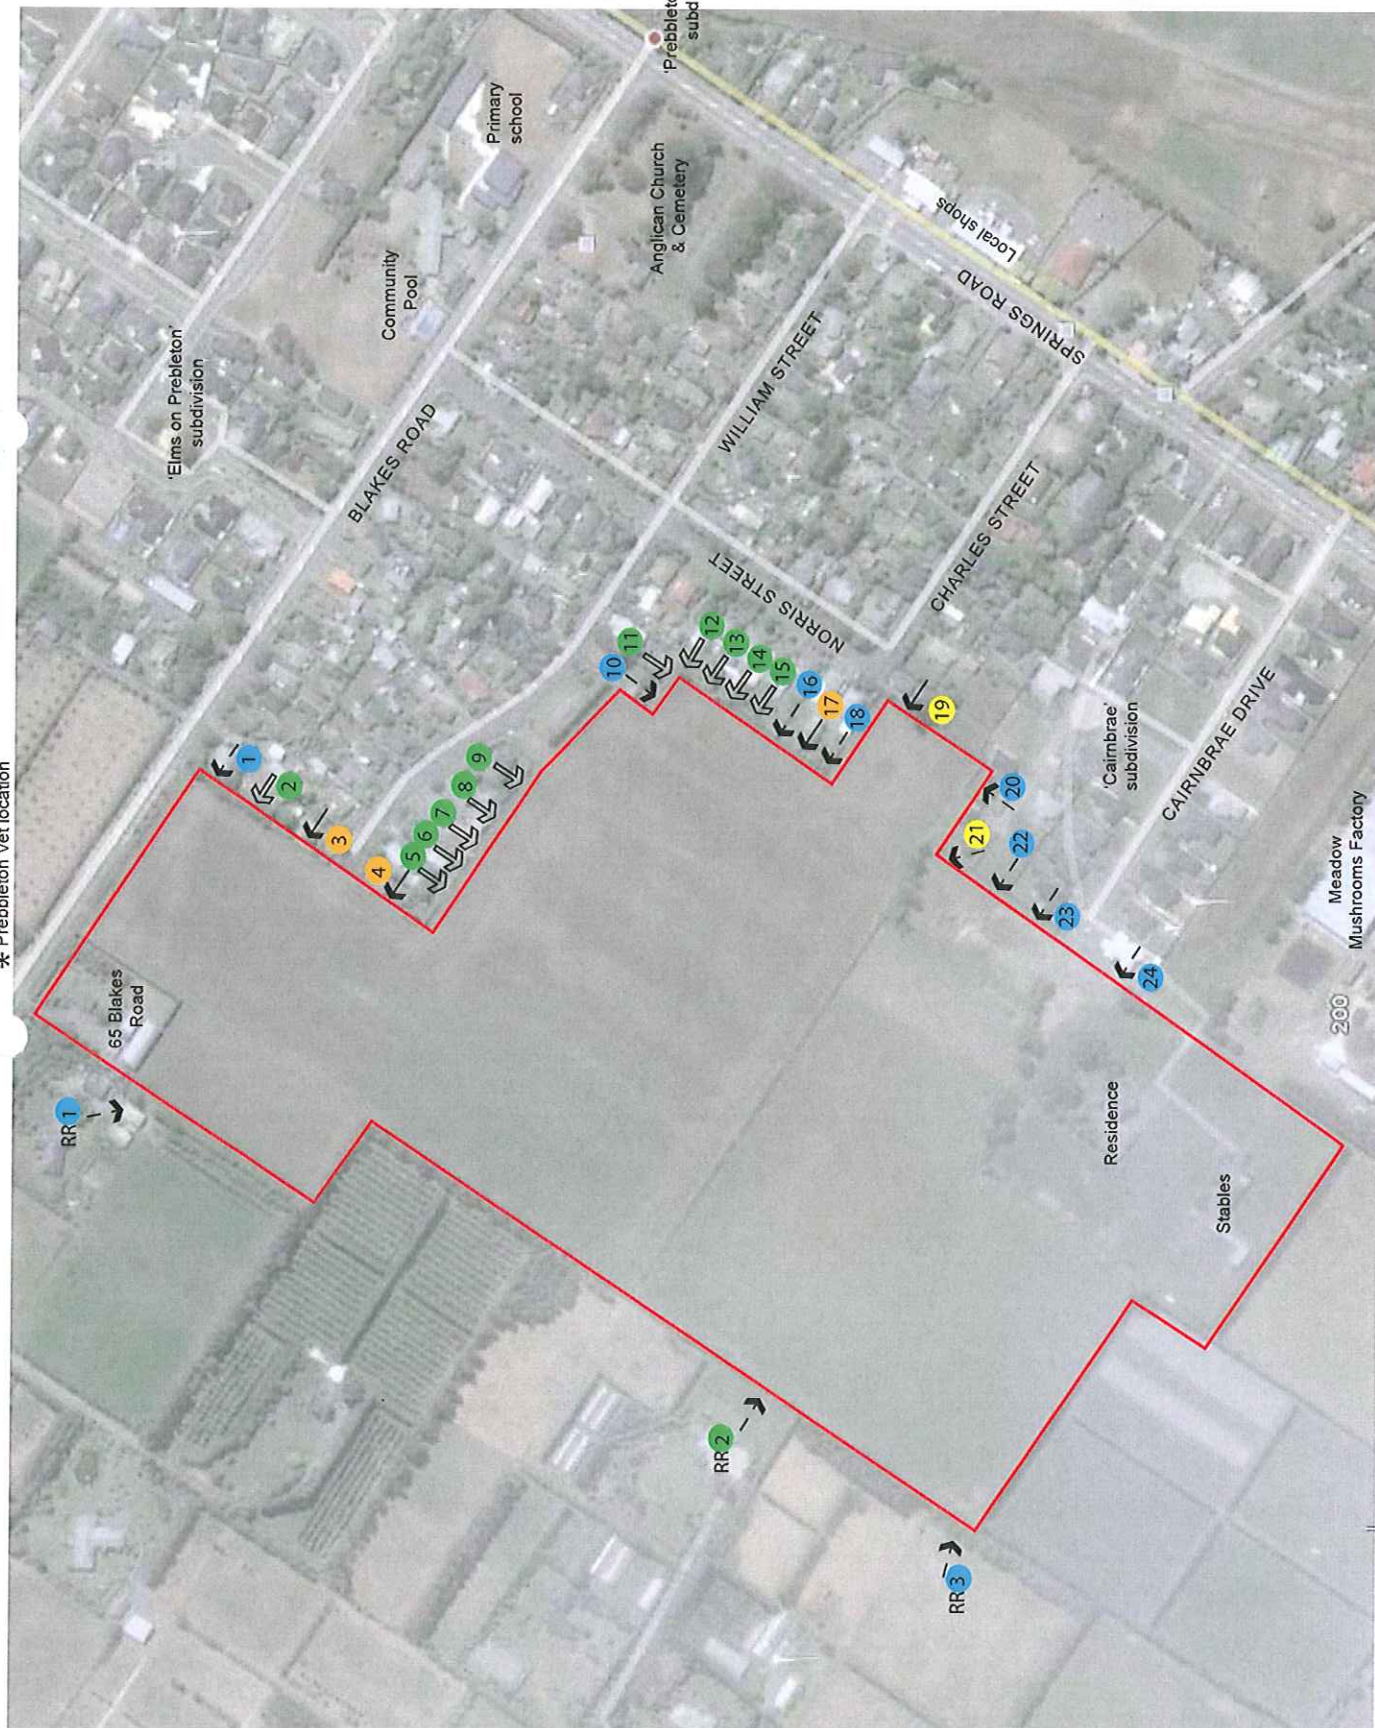 * Prebbleton Vet location
'Prebbleto
subd
Primary
school
Anglican Church
& Cemetery
Local shops
SPRINGS ROAD
Community
Pool
'Elms on Prebleton'
subdivision
BLAKES ROAD
WILLIAM STREET
NORRIS STREET
CHARLES STREET
CAIRNBRAE DRIVE
'Cairnbrae'
subdivision
Meadow
Mushrooms Factory
200
65 Blakes
Road
Residence
Stables
RR 1
RR 2
RR 3
1
2
3
4
5
6
7
8
9
10
11
12
13
14
15
16
17
18
19
20
21
22
23
24